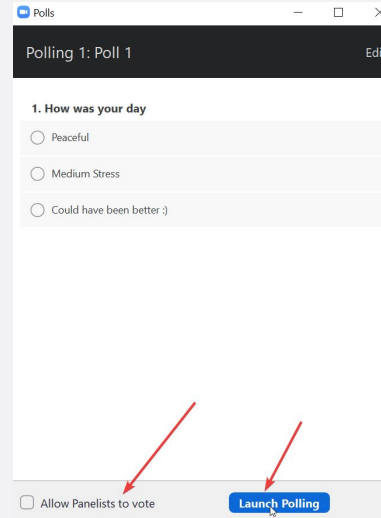 Polls
Polling 1: Poll 1
Edi
1. How was your day
Peaceful
Medium Stress
Could have been better :)
Allow Panelists to vote
Launch Polling